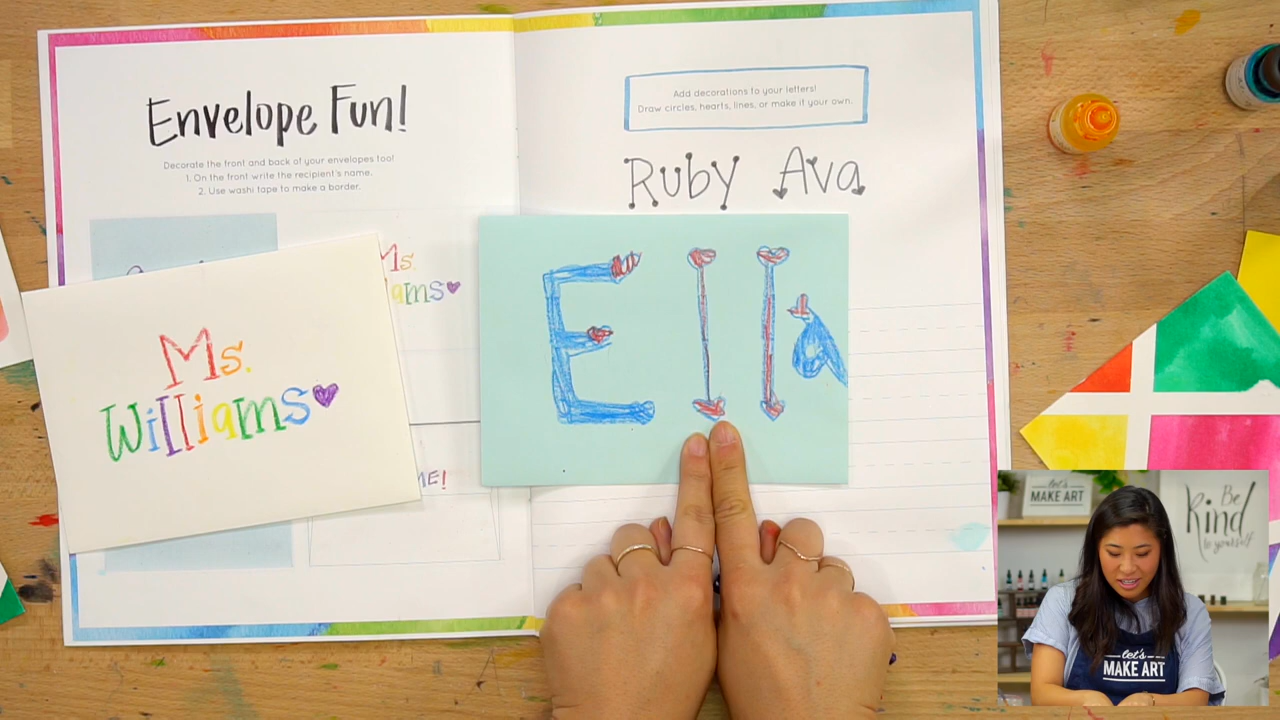 Envelope Fun!
Decorate the front and back of your envelopes too!
1. On the front write the recipient's name.
2. Use washi tape to make a border.
Ms.
ams
ME!
Ms.
Williams
Add decorations to your letters!
Draw circles, hearts, lines, or make it your own.
Ruby Ava
Ella
let's
MAKE ART
Be
Kind
to yourself
let's
MAKE ART